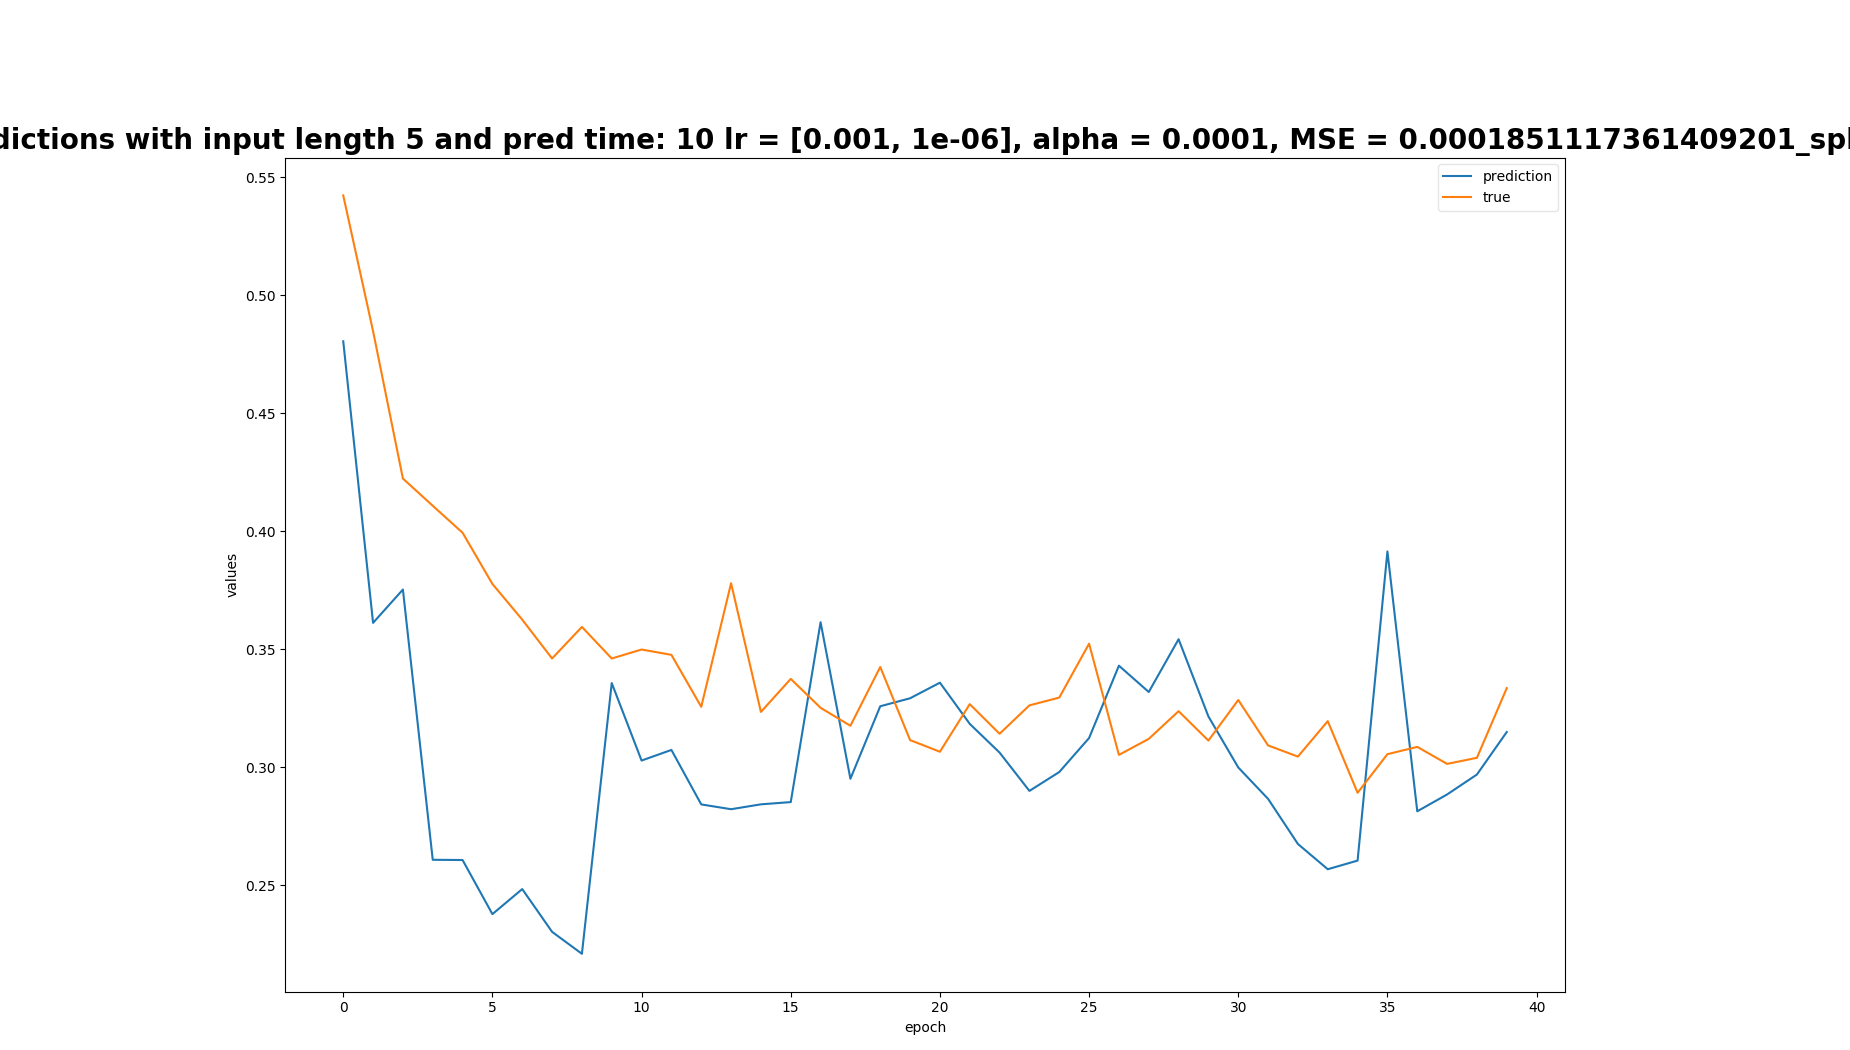 dictions with input length 5 and pred time: 10 lr = [0.001, 1e-06], alpha = 0.0001, MSE = 0.0001851117361409201_spl
prediction
true
0.55
0.50
0.45
0.40
0.35
0.30
0.25
values
0 5 10 15 20 25 30 35 40
epoch